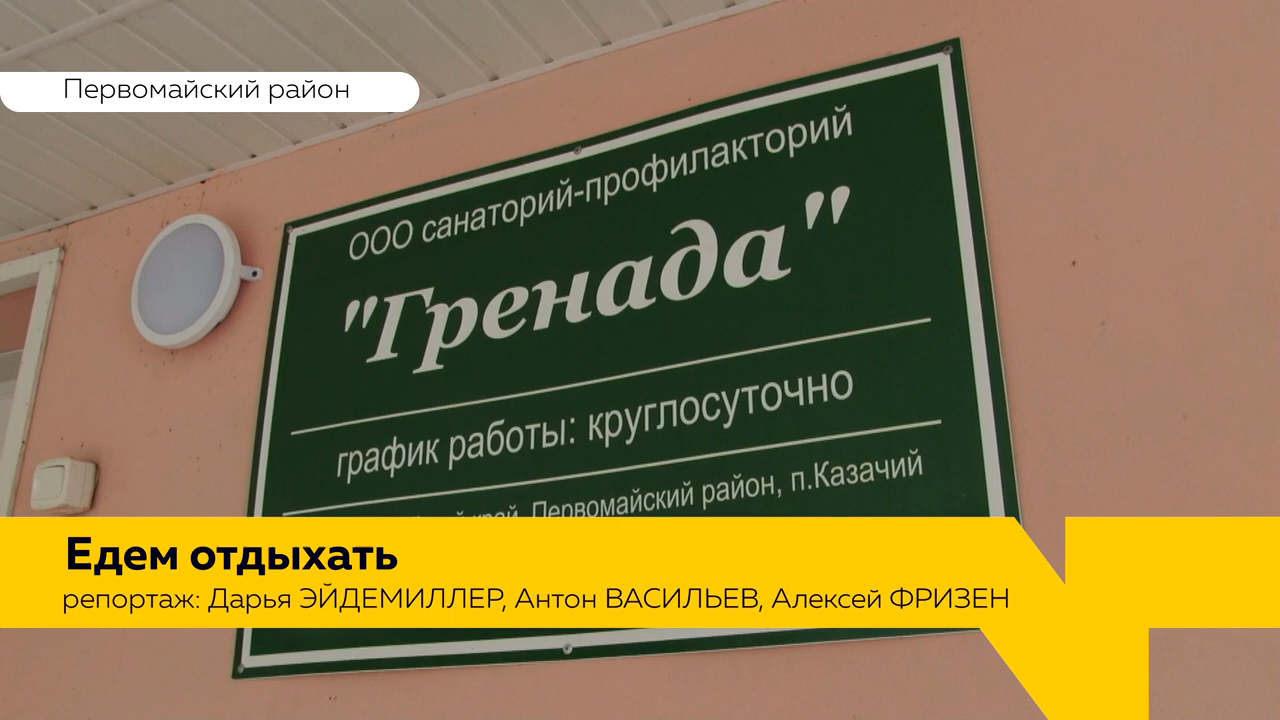 Первомайский район
ООО санаторий-профилакторий
"Гренада"
график работы: круглосуточно
край, Первомайский район, п.Казачий
Едем отдыхать
репортаж: Дарья ЭЙДЕМИЛЛЕР, Антон ВАСИЛЬЕВ, Алексей ФРИЗЕН